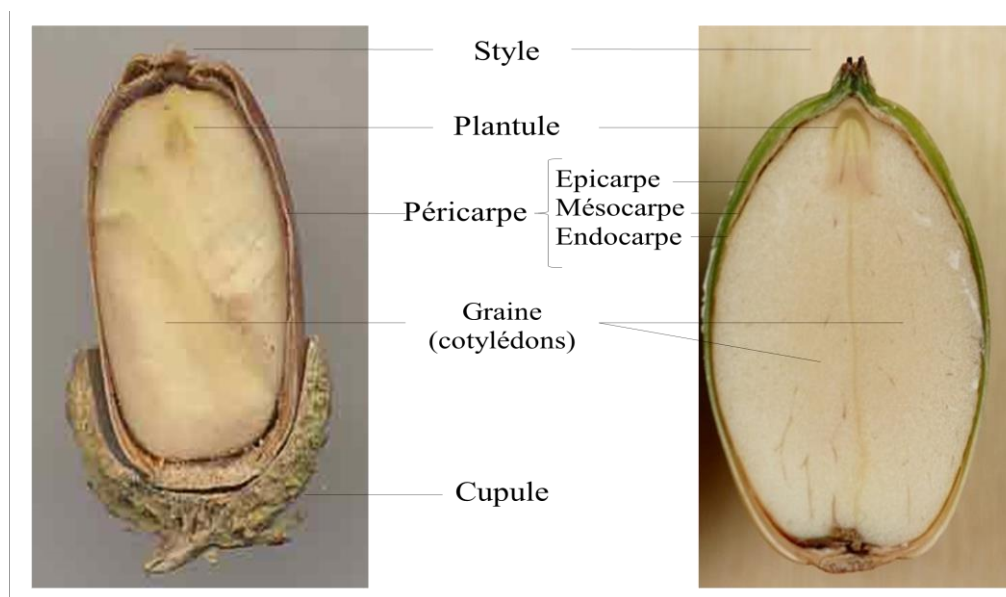 Style
Plantule
Péricarpe
Epicarpe
Mésocarpe
Endocarpe
Graine
(cotylédons)
Cupule